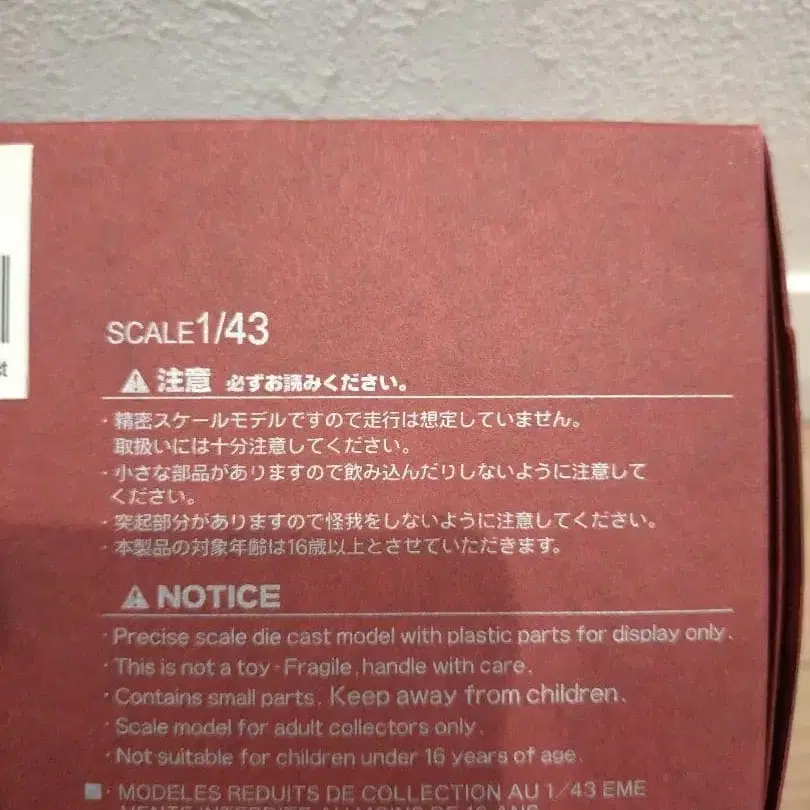 SCALE1/43
注意 必ずお読みください。
・精密スケールモデルですので走行は想定していません。
取扱いには十分注意してください。
・小さな部品がありますので飲み込んだりしないように注意して
ください。
・突起部分がありますので怪我をしないように注意してください。
・本製品の対象年齢は16歳以上とさせていただきます。
NOTICE
・Precise scale die cast model with plastic parts for display only.
・This is not a toy・Fragile, handle with care.
・Contains small parts. Keep away from children.
・Scale model for adult collectors only.
・Not suitable for children under 16 years of age.
・MODELES REDUITS DE COLLECTION AU 1/43 EME